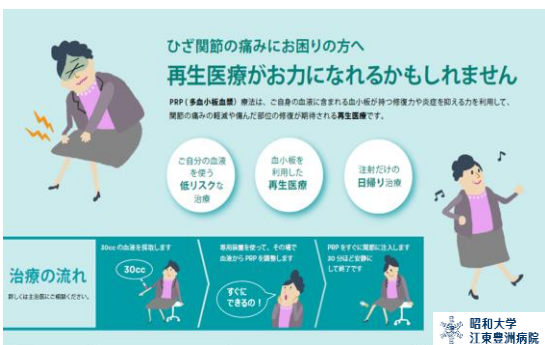 ひざ関節の痛みにお困りの方へ
再生医療がお力になれるかもしれません
PRP(多血小板血漿)療法は、ご自身の血液に含まれる血小板が持つ修復力や炎症を抑える力を利用して、
関節の痛みの軽減や傷んだ部位の修復が期待される再生医療です。
ご自分の血液
を使う
低リスクな
治療
血小板を
利用した
再生医療
注射だけの
日帰り治療
治療の流れ
詳しくは主治医にご相談ください。
30ccの血液を採取します
30cc
専用装置を使って、その場で
血液からPRPを調整します
すぐに
できるの!
PRPをすぐに関節に注入します
30分ほど安静に
して終了です
昭和大学
江東豊洲病院